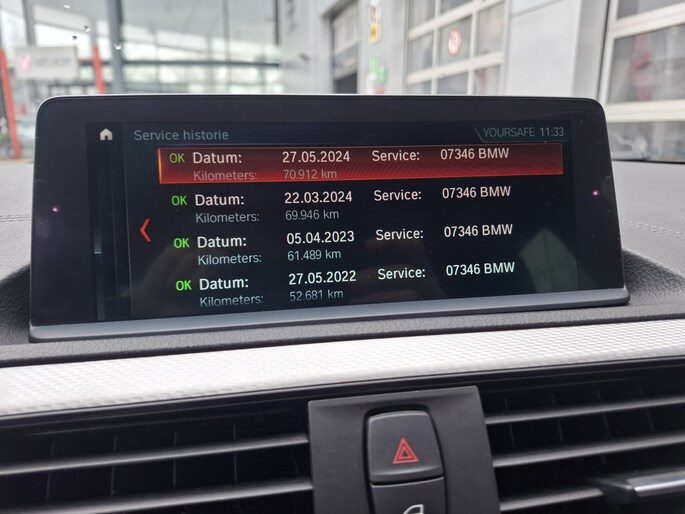 Service historie
YOURSAFE 11:33
OK Datum: 27.05.2024 Service: 07346 BMW
Kilometers: 70.912 km
OK Datum: 22.03.2024 Service: 07346 BMW
Kilometers: 69.946 km
OK Datum: 05.04.2023 Service: 07346 BMW
Kilometers: 61.489 km
OK Datum: 27.05.2022 Service: 07346 BMW
Kilometers: 52.681 km